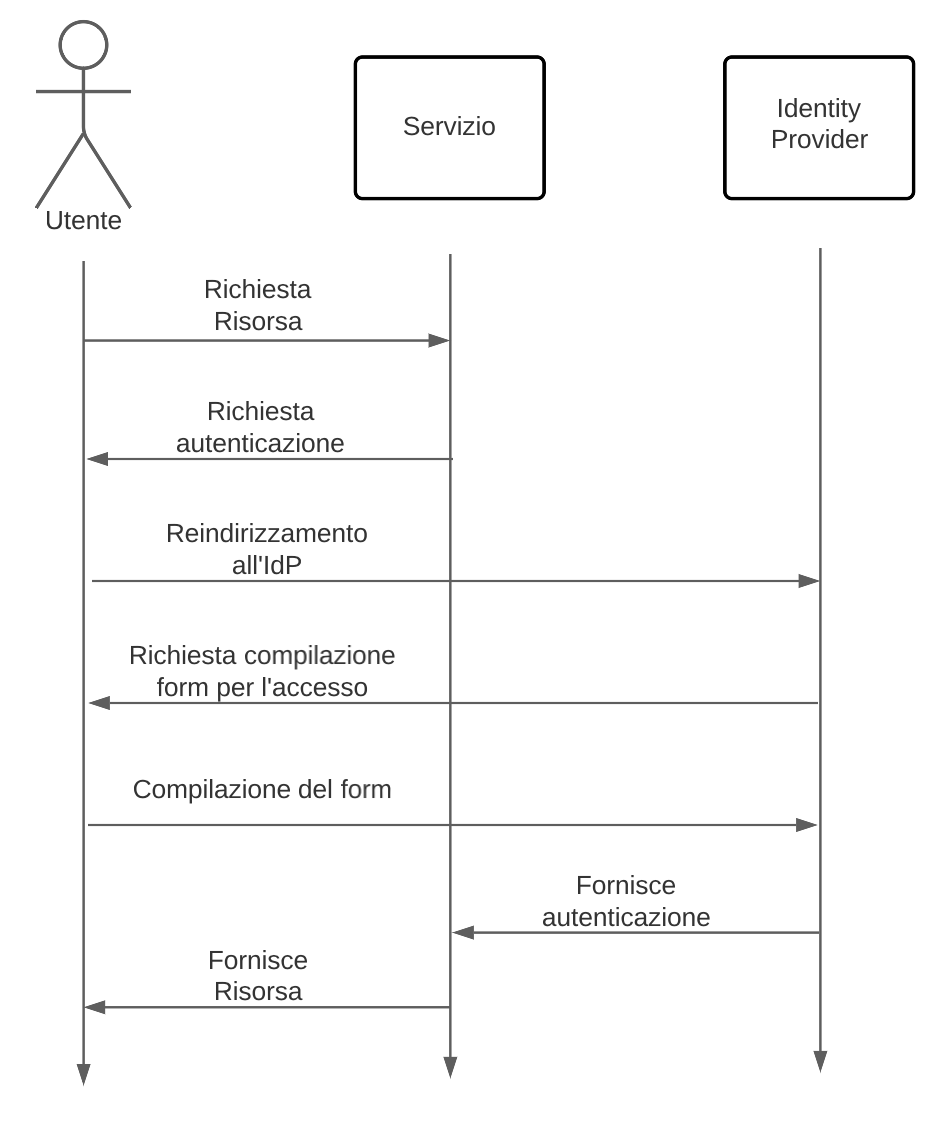 Utente
Servizio
Identity
Provider
Richiesta
Risorsa
Richiesta
autenticazione
Reindirizzamento
all'IdP
Richiesta compilazione
form per l'accesso
Compilazione del form
Fornisce
autenticazione
Fornisce
Risorsa